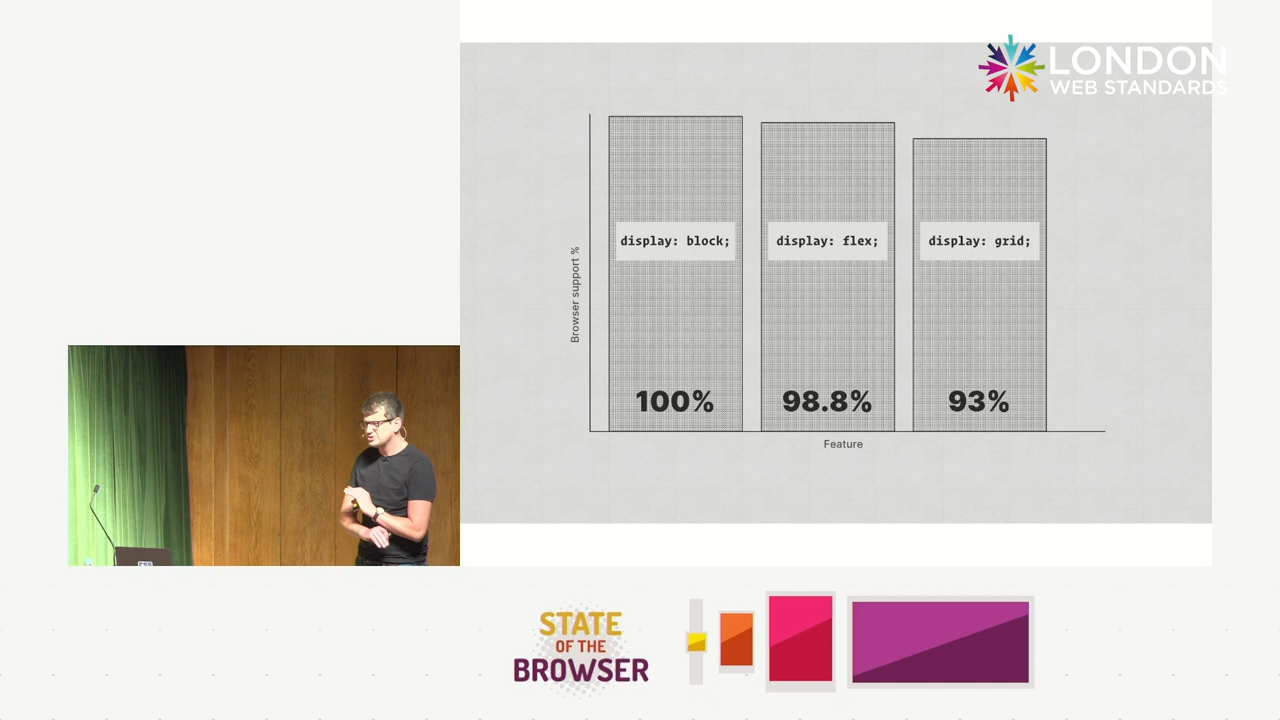 LONDON
WEB STANDARDS
display: block;
display: flex;
display: grid;
Browser support %
100%
98.8%
93%
Feature
STATE
OF THE
BROWSER